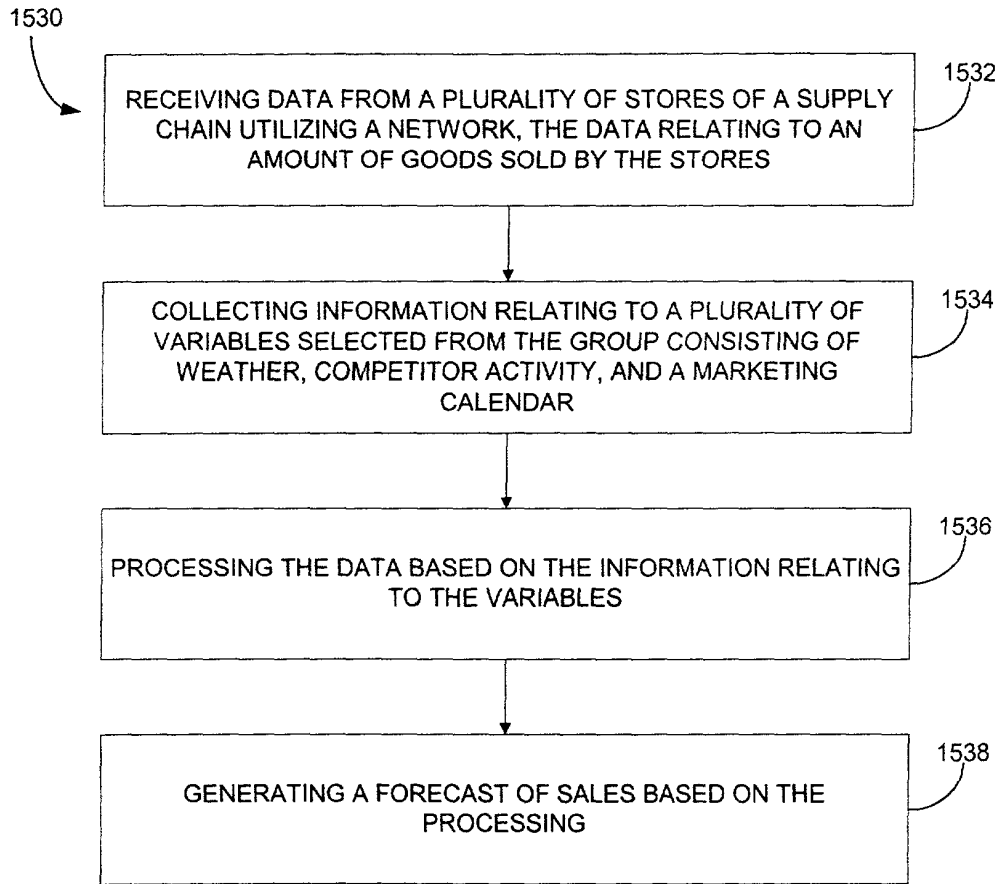 1530
1532
RECEIVING DATA FROM A PLURALITY OF STORES OF A SUPPLY
CHAIN UTILIZING A NETWORK, THE DATA RELATING TO AN
AMOUNT OF GOODS SOLD BY THE STORES
1534
COLLECTING INFORMATION RELATING TO A PLURALITY OF
VARIABLES SELECTED FROM THE GROUP CONSISTING OF
WEATHER, COMPETITOR ACTIVITY, AND A MARKETING
CALENDAR
1536
PROCESSING THE DATA BASED ON THE INFORMATION RELATING
TO THE VARIABLES
1538
GENERATING A FORECAST OF SALES BASED ON THE
PROCESSING